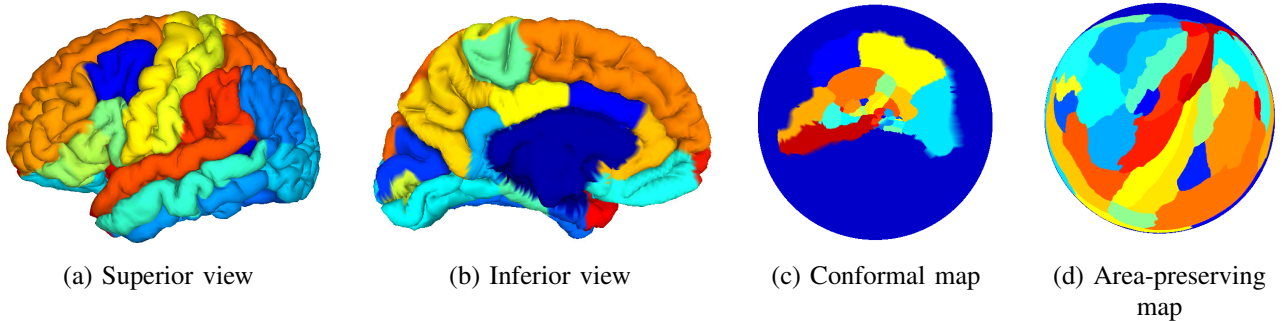 (a) Superior view
(b) Inferior view
(c) Conformal map
(d) Area-preserving
map